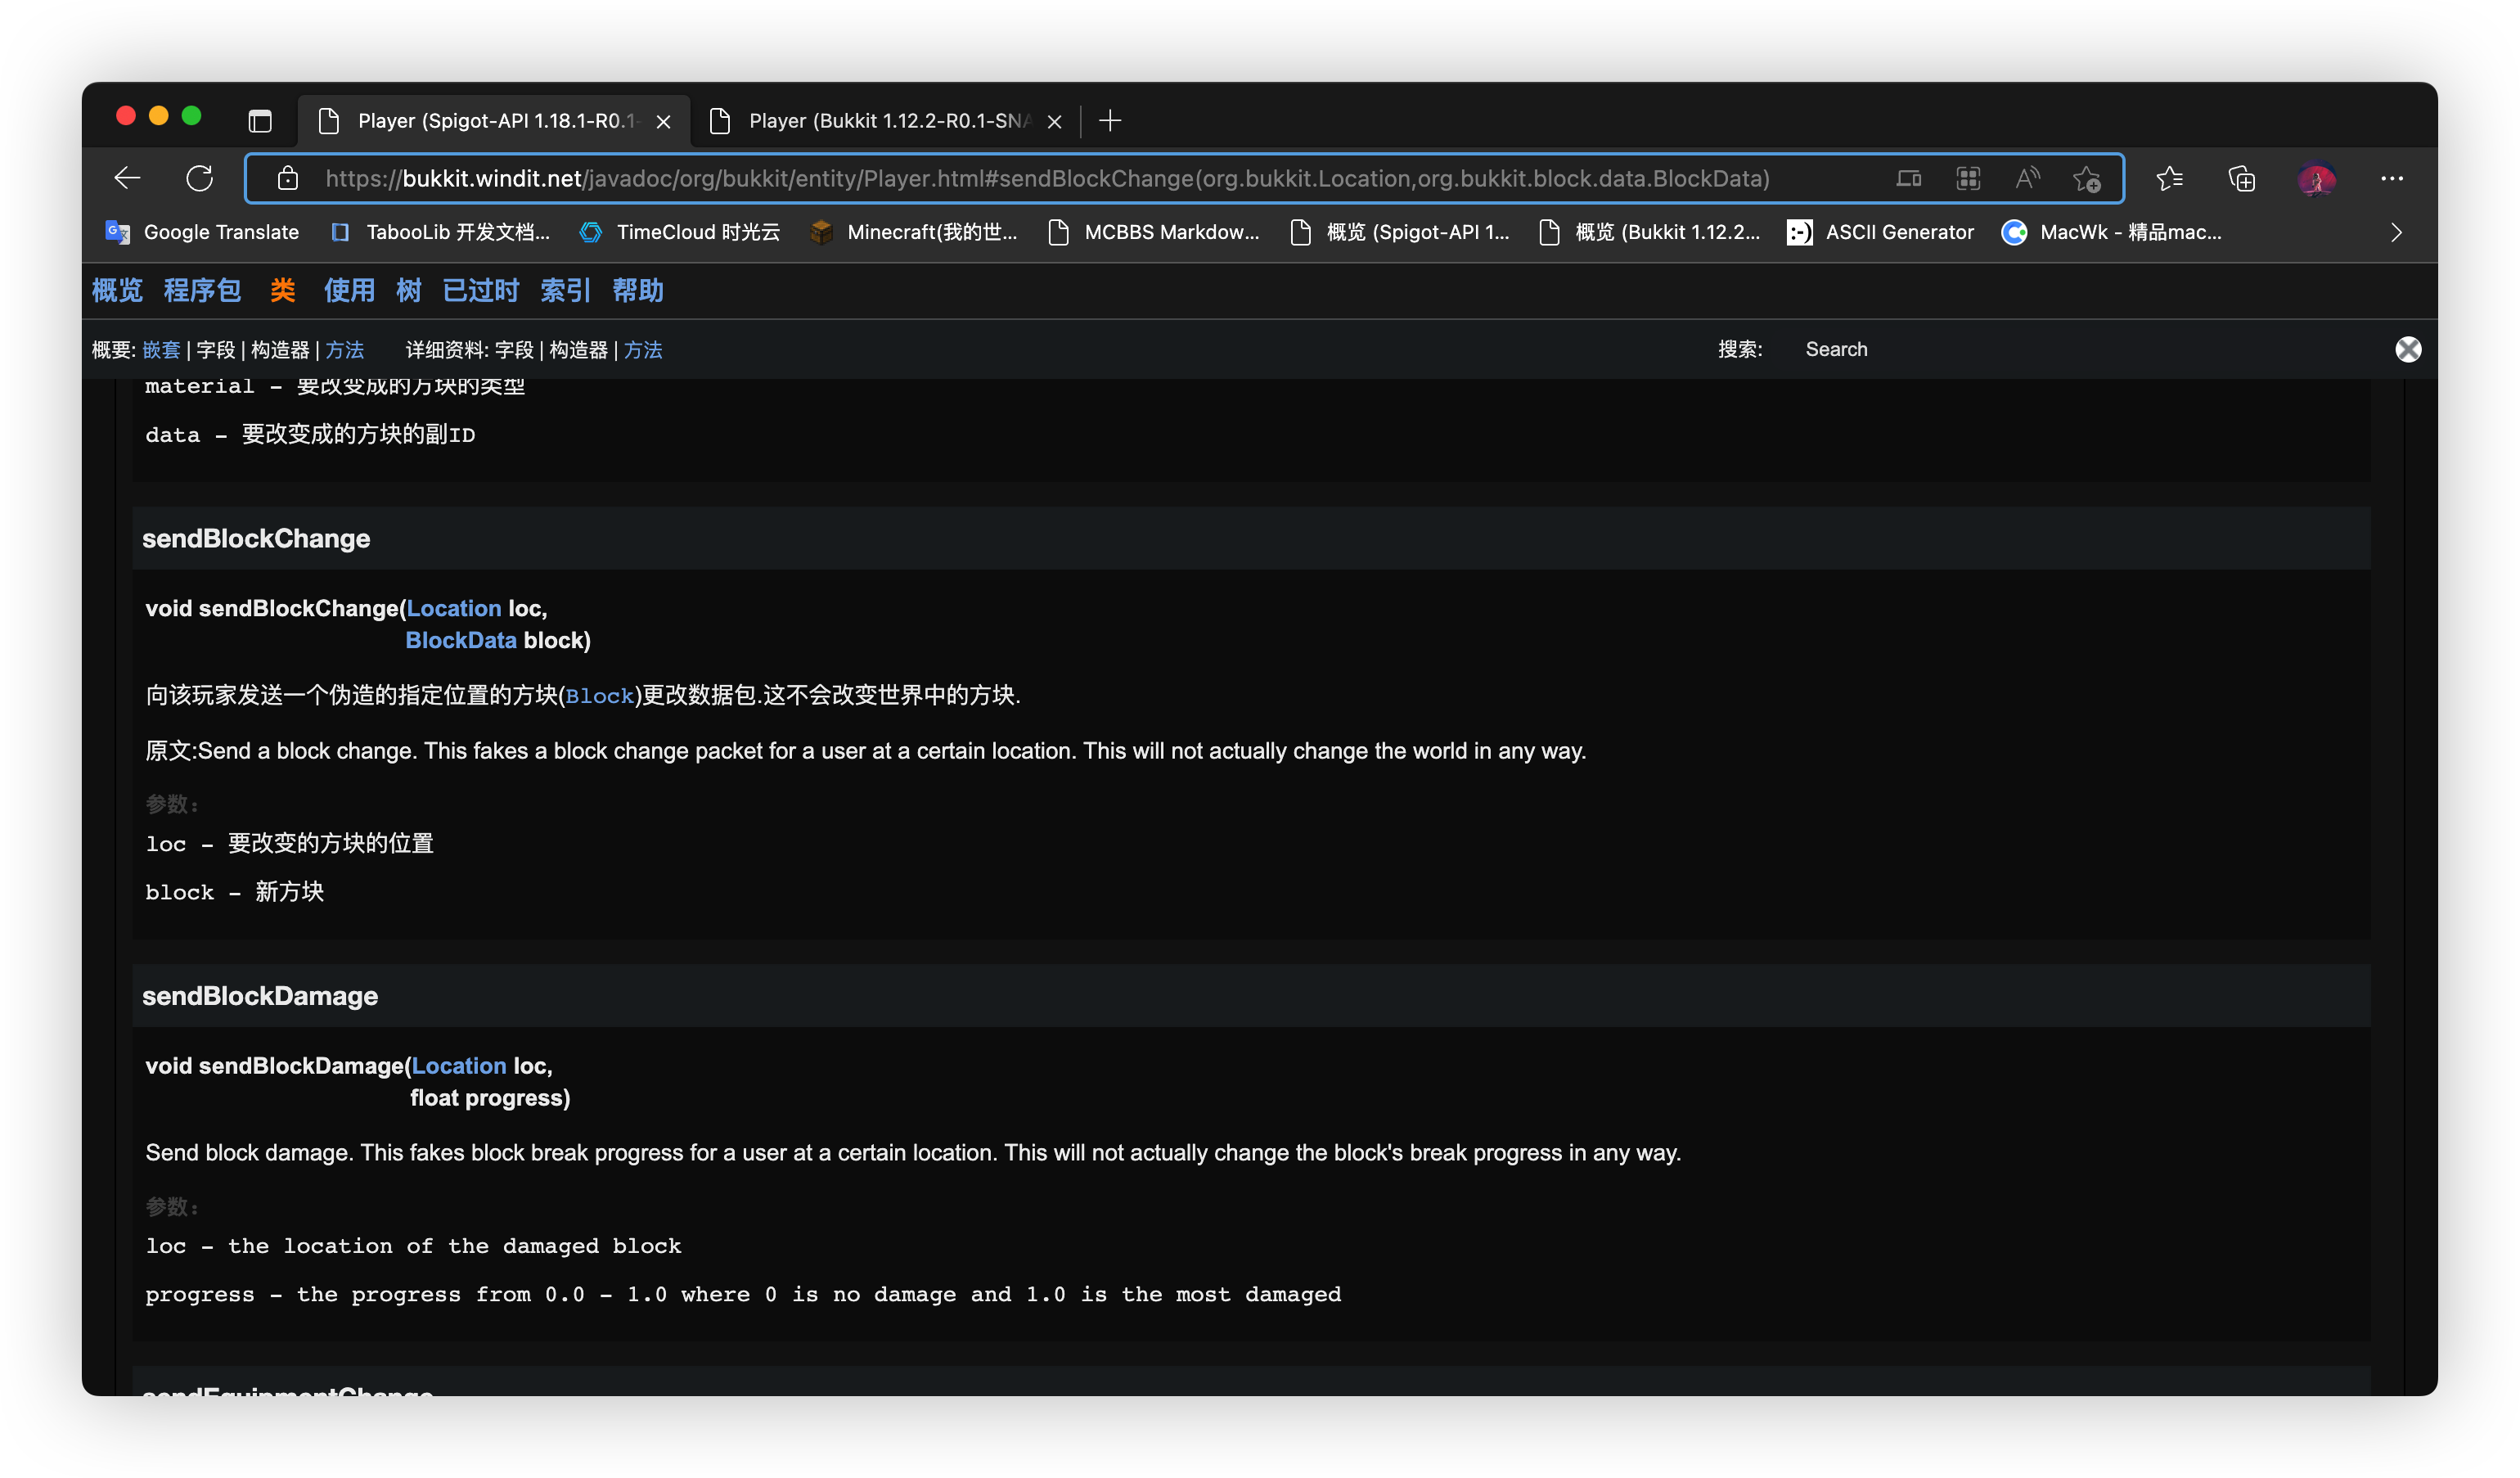 Player (Spigot-API 1.18.1-R0.1-
Player (Bukkit 1.12.2-R0.1-SNA
https://bukkit.windit.net/javadoc/org/bukkit/entity/Player.html#sendBlockChange(org.bukkit.Location,org.bukkit.block.data.BlockData)
Google Translate
TabooLib 开发文档...
TimeCloud 时光云
Minecraft(我的世...
MCBBS Markdow...
概览 (Spigot-API 1...
概览 (Bukkit 1.12.2...
ASCII Generator
MacWk - 精品mac...
概览 程序包 类 使用 树 已过时 索引 帮助
概要: 嵌套 | 字段 | 构造器 | 方法 详细资料: 字段 | 构造器 | 方法
搜索: Search
material - 要改变成的方块的类型
data - 要改变成的方块的副ID
sendBlockChange
void sendBlockChange(Location loc,
BlockData block)
向该玩家发送一个伪造的指定位置的方块(Block)更改数据包.这不会改变世界中的方块.
原文:Send a block change. This fakes a block change packet for a user at a certain location. This will not actually change the world in any way.
参数:
loc - 要改变的方块的位置
block - 新方块
sendBlockDamage
void sendBlockDamage(Location loc,
float progress)
Send block damage. This fakes block break progress for a user at a certain location. This will not actually change the block's break progress in any way.
参数:
loc - the location of the damaged block
progress - the progress from 0.0 - 1.0 where 0 is no damage and 1.0 is the most damaged
sendEquipmentChange